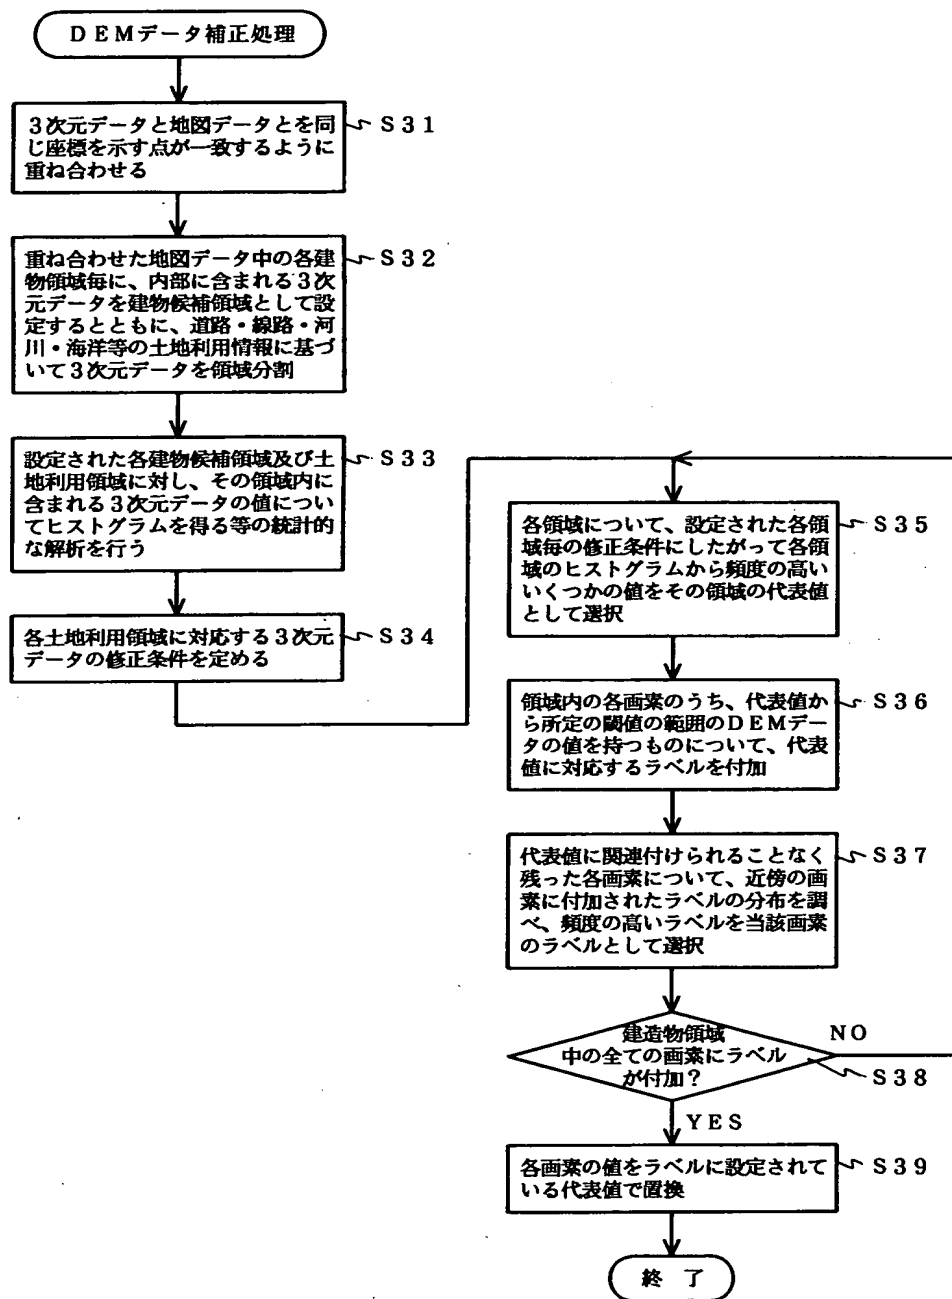 DEMデータ補正処理
3次元データと地図データとを同
じ座標を示す点が一致するように
重ね合わせる
S31
重ね合わせた地図データ中の各建
物領域毎に、内部に含まれる3次
元データを建物候補領域として設
定するとともに、道路・線路・河
川・海洋等の土地利用情報に基づ
いて3次元データを領域分割
S32
設定された各建物候補領域及び土
地利用領域に対し、その領域内に
含まれる3次元データの値につい
てヒストグラムを得る等の統計的
な解析を行う
S33
各土地利用領域に対応する3次元
データの修正条件を定める
S34
各領域について、設定された各領
域毎の修正条件にしたがって各領
域のヒストグラムから頻度の高い
いくつかの値をその領域の代表値
として選択
S35
領域内の各画素のうち、代表値か
ら所定の閾値の範囲のDEMデー
タの値を持つものについて、代表
値に対応するラベルを付加
S36
代表値に関連付けられることなく
残った各画素について、近傍の画
素に付加されたラベルの分布を調
べ、頻度の高いラベルを当該画素
のラベルとして選択
S37
建造物領域
中の全ての画素にラベル
が付加?
NO
S38
YES
各画素の値をラベルに設定されて
いる代表値で置換
S39
終了